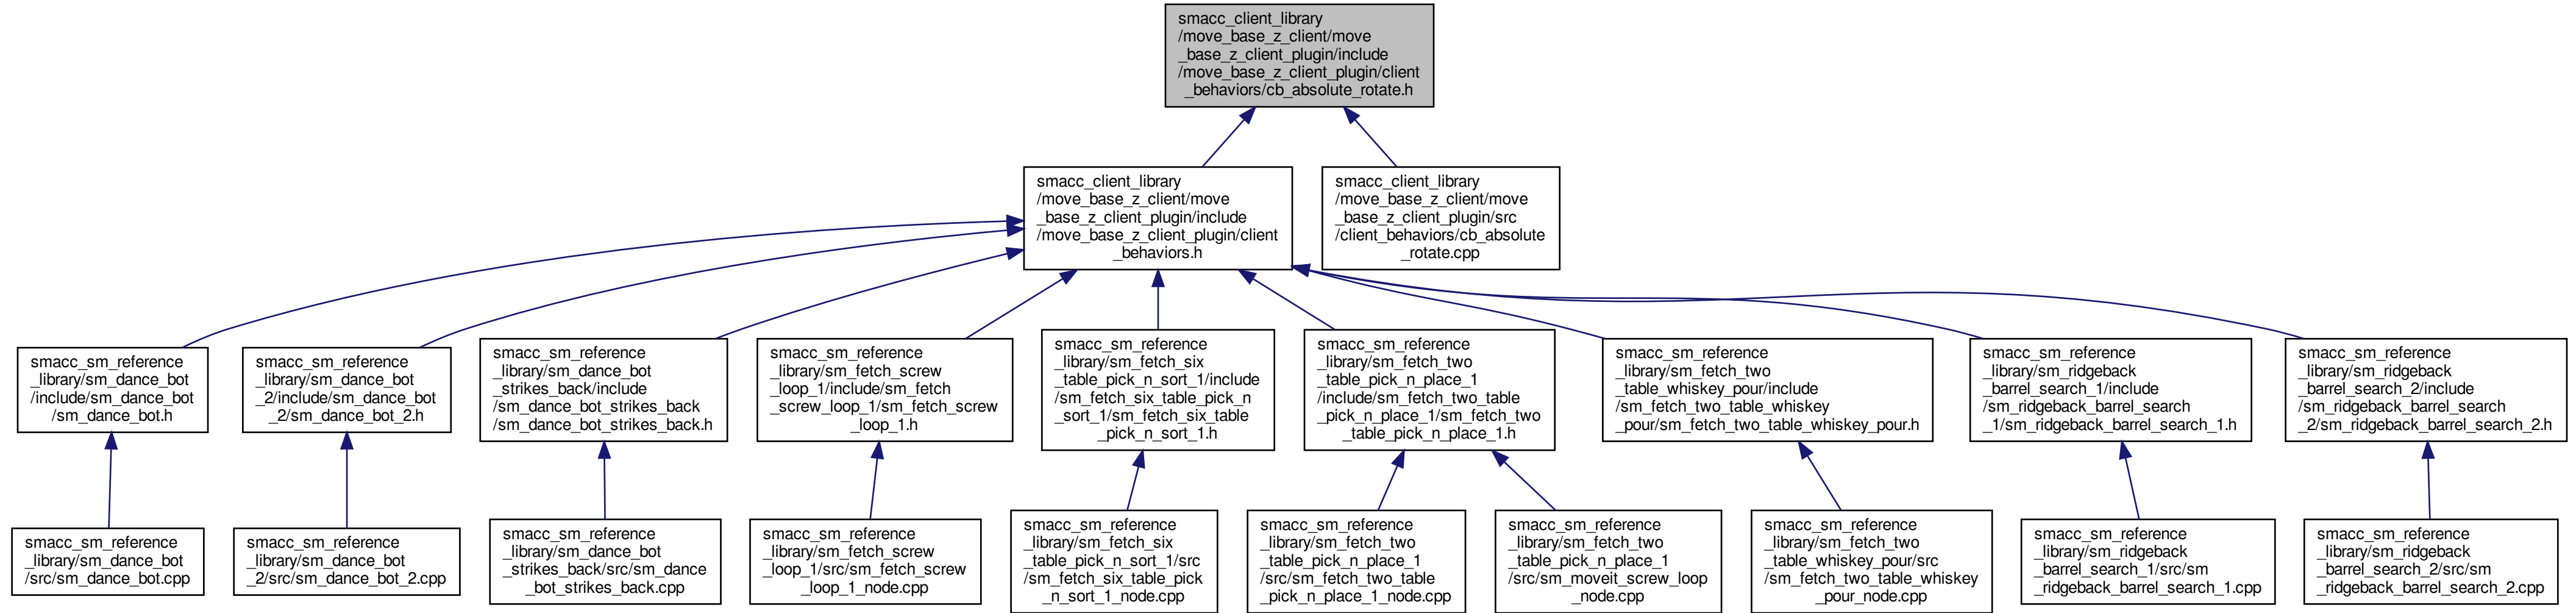 smacc_client_library
/move_base_z_client/move
_base_z_client_plugin/include
/move_base_z_client_plugin/client
_behaviors/cb_absolute_rotate.h
smacc_client_library
/move_base_z_client/move
_base_z_client_plugin/include
/move_base_z_client_plugin/client
_behaviors.h
smacc_client_library
/move_base_z_client/move
_base_z_client_plugin/src
/client_behaviors/cb_absolute
_rotate.cpp
smacc_sm_reference
_library/sm_dance_bot
/include/sm_dance_bot
/sm_dance_bot.h
smacc_sm_reference
_library/sm_dance_bot
_2/include/sm_dance_bot
_2/sm_dance_bot_2.h
smacc_sm_reference
_library/sm_dance_bot
_strikes_back/include
/sm_dance_bot_strikes_back
/sm_dance_bot_strikes_back.h
smacc_sm_reference
_library/sm_fetch_screw
_loop_1/include/sm_fetch
_screw_loop_1/sm_fetch_screw
_loop_1.h
smacc_sm_reference
_library/sm_fetch_six
_table_pick_n_sort_1/include
/sm_fetch_six_table_pick_n
_sort_1/sm_fetch_six_table
_pick_n_sort_1.h
smacc_sm_reference
_library/sm_fetch_two
_table_pick_n_place_1
/include/sm_fetch_two_table
_pick_n_place_1/sm_fetch_two
_table_pick_n_place_1.h
smacc_sm_reference
_library/sm_fetch_two
_table_whiskey_pour/include
/sm_fetch_two_table_whiskey
_pour/sm_fetch_two_table_whiskey_pour.h
smacc_sm_reference
_library/sm_ridgeback
_barrel_search_1/include
/sm_ridgeback_barrel_search
_1/sm_ridgeback_barrel_search_1.h
smacc_sm_reference
_library/sm_ridgeback
_barrel_search_2/include
/sm_ridgeback_barrel_search
_2/sm_ridgeback_barrel_search_2.h
smacc_sm_reference
_library/sm_dance_bot
/src/sm_dance_bot.cpp
smacc_sm_reference
_library/sm_dance_bot
_2/src/sm_dance_bot_2.cpp
smacc_sm_reference
_library/sm_dance_bot
_strikes_back/src/sm_dance
_bot_strikes_back.cpp
smacc_sm_reference
_library/sm_fetch_screw
_loop_1/src/sm_fetch_screw
_loop_1_node.cpp
smacc_sm_reference
_library/sm_fetch_six
_table_pick_n_sort_1/src
/sm_fetch_six_table_pick
_n_sort_1_node.cpp
smacc_sm_reference
_library/sm_fetch_two
_table_pick_n_place_1
/src/sm_fetch_two_table
_pick_n_place_1_node.cpp
smacc_sm_reference
_library/sm_fetch_two
_table_pick_n_place_1
/src/sm_moveit_screw_loop
_node.cpp
smacc_sm_reference
_library/sm_fetch_two
_table_whiskey_pour/src
/sm_fetch_two_table_whiskey
_pour_node.cpp
smacc_sm_reference
_library/sm_ridgeback
_barrel_search_1/src/sm
_ridgeback_barrel_search_1.cpp
smacc_sm_reference
_library/sm_ridgeback
_barrel_search_2/src/sm
_ridgeback_barrel_search_2.cpp